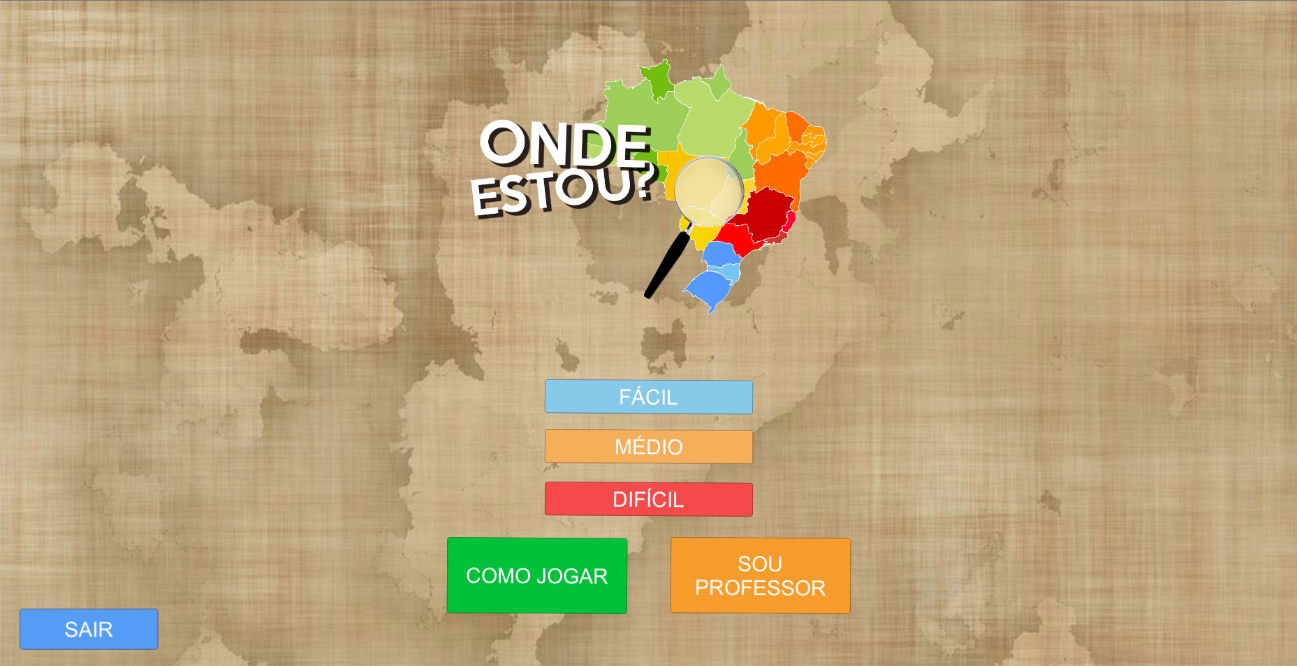 ONDE
ESTOU?
FÁCIL
MÉDIO
DIFÍCIL
COMO JOGAR
SOU
PROFESSOR
SAIR